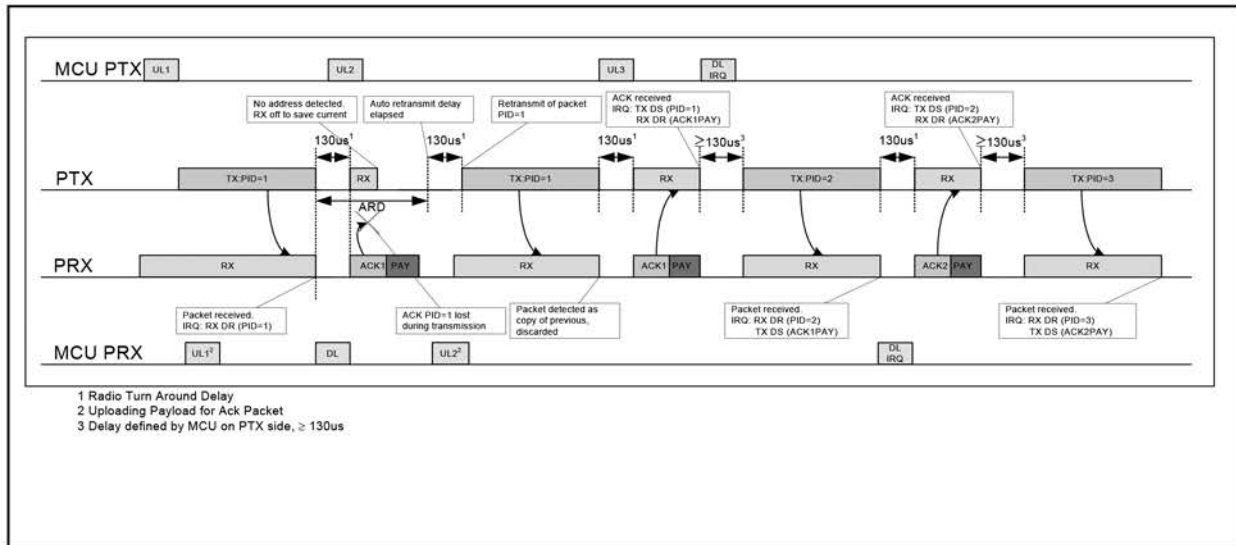 MCU PTX
UL1
UL2
UL3
DL
IRQ
No address detected.
RX off to save current
Auto retransmit delay
elapsed
Retransmit of packet
PID=1
ACK received
IRQ: TX DS (PID=1)
RX DR (ACK1PAY)
ACK received
IRQ: TX DS (PID=2)
RX DR (ACK2PAY)
130us1
130us1
130us1
≥130us3
130us1
≥130us3
PTX
TX:PID=1
RX
TX:PID=1
RX
TX:PID=2
RX
TX:PID=3
ARD
PRX
RX
ACK1 PAY
RX
ACK1 PAY
RX
ACK2 PAY
RX
Packet received.
IRQ: RX DR (PID=1)
ACK PID=1 lost
during transmission
Packet detected as
copy of previous,
discarded
Packet received.
IRQ: RX DR (PID=2)
TX DS (ACK1PAY)
Packet received.
IRQ: RX DR (PID=3)
TX DS (ACK2PAY)
MCU PRX
UL1²
DL
UL2²
DL
IRQ
1 Radio Turn Around Delay
2 Uploading Payload for Ack Packet
3 Delay defined by MCU on PTX side, ≥ 130us